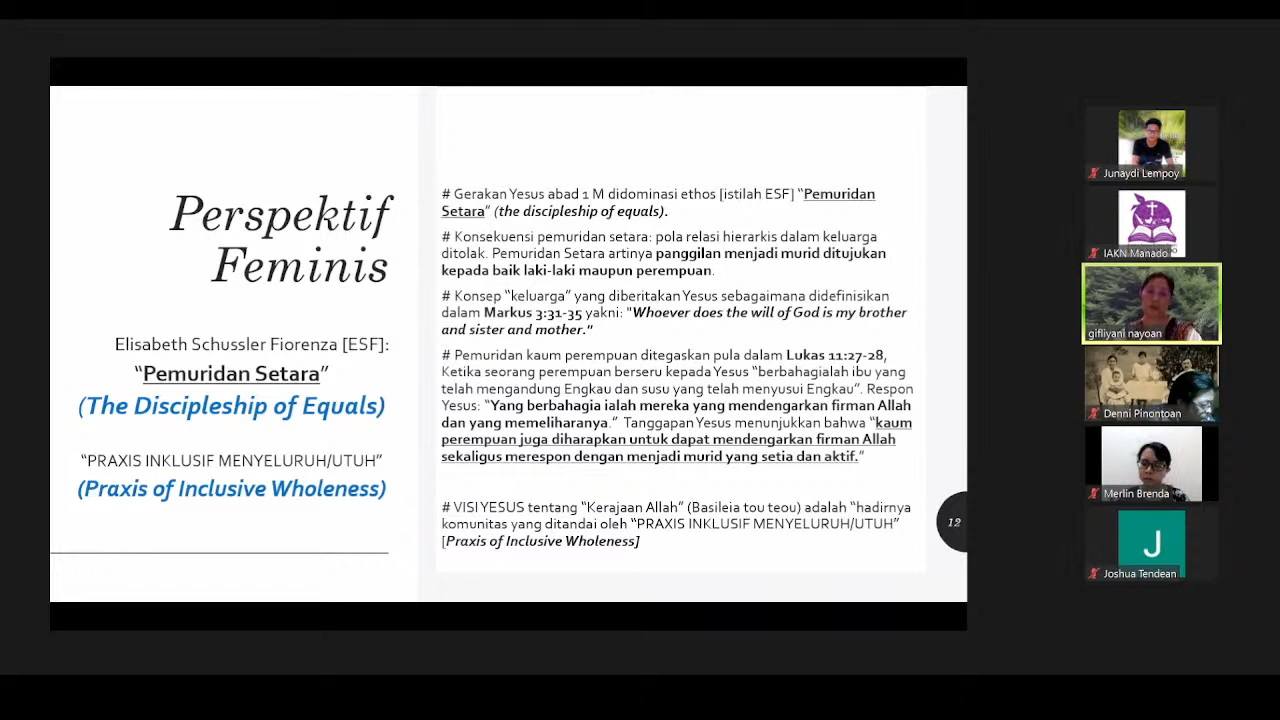 Perspektif
Feminis
Elisabeth Schussler Fiorenza [ESF]:
“Pemuridan Setara”
(The Discipleship of Equals)
“PRAXIS INKLUSIF MENYELURUH/UTUH”
(Praxis of Inclusive Wholeness)
# Gerakan Yesus abad 1 M didominasi ethos [istilah ESF] “Pemuridan
Setara” (the discipleship of equals).
# Konsekuensi pemuridan setara: pola relasi hierarkis dalam keluarga
ditolak. Pemuridan Setara artinya panggilan menjadi murid ditujukan
kepada baik laki-laki maupun perempuan.
# Konsep “keluarga” yang diberitakan Yesus sebagaimana didefinisikan
dalam Markus 3:31-35 yakni: "Whoever does the will of God is my brother
and sister and mother."
# Pemuridan kaum perempuan ditegaskan pula dalam Lukas 11:27-28,
Ketika seorang perempuan berseru kepada Yesus “berbahagialah ibu yang
telah mengandung Engkau dan susu yang telah menyusui Engkau”. Respon
Yesus: “Yang berbahagia ialah mereka yang mendengarkan firman Allah
dan yang memeliharanya.” Tanggapan Yesus menunjukkan bahwa “kaum
perempuan juga diharapkan untuk dapat mendengarkan firman Allah
sekaligus merespon dengan menjadi murid yang setia dan aktif.”
# VISI YESUS tentang “Kerajaan Allah” (Basileia tou teou) adalah “hadirnya
komunitas yang ditandai oleh “PRAXIS INKLUSIF MENYELURUH/UTUH”
[Praxis of Inclusive Wholeness]
12
Junaydi Lempoy
IAKN Manado
gifliyani nayoan
Denni Pinontoan
Merlin Brenda
J
Joshua Tendean